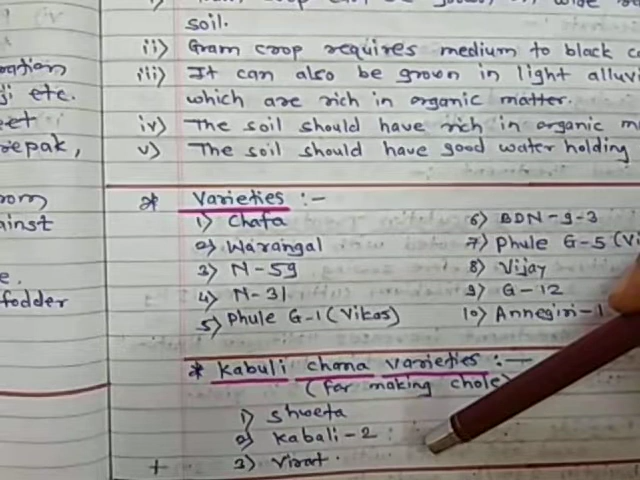 soil.
ii) Gram crop requires medium to black
iii) It can also be grown in light
which are rich in organic matter.
iv) The soil should have rich in organic
v) The soil should have good water holding
* Varieties :-
1) Chafa
2) Warangal
3) N-59
4) N-31
5) Phule G-1 (Vikas)
6) BDN-9-3
7) Phule G-5
8) Vijay
9) G-12
10) Annegiri-1
* Kabuli chana varieties :-
(for making chole)
1) Shweta
2) Kabali-2
3) Virat.
etc.
fodder